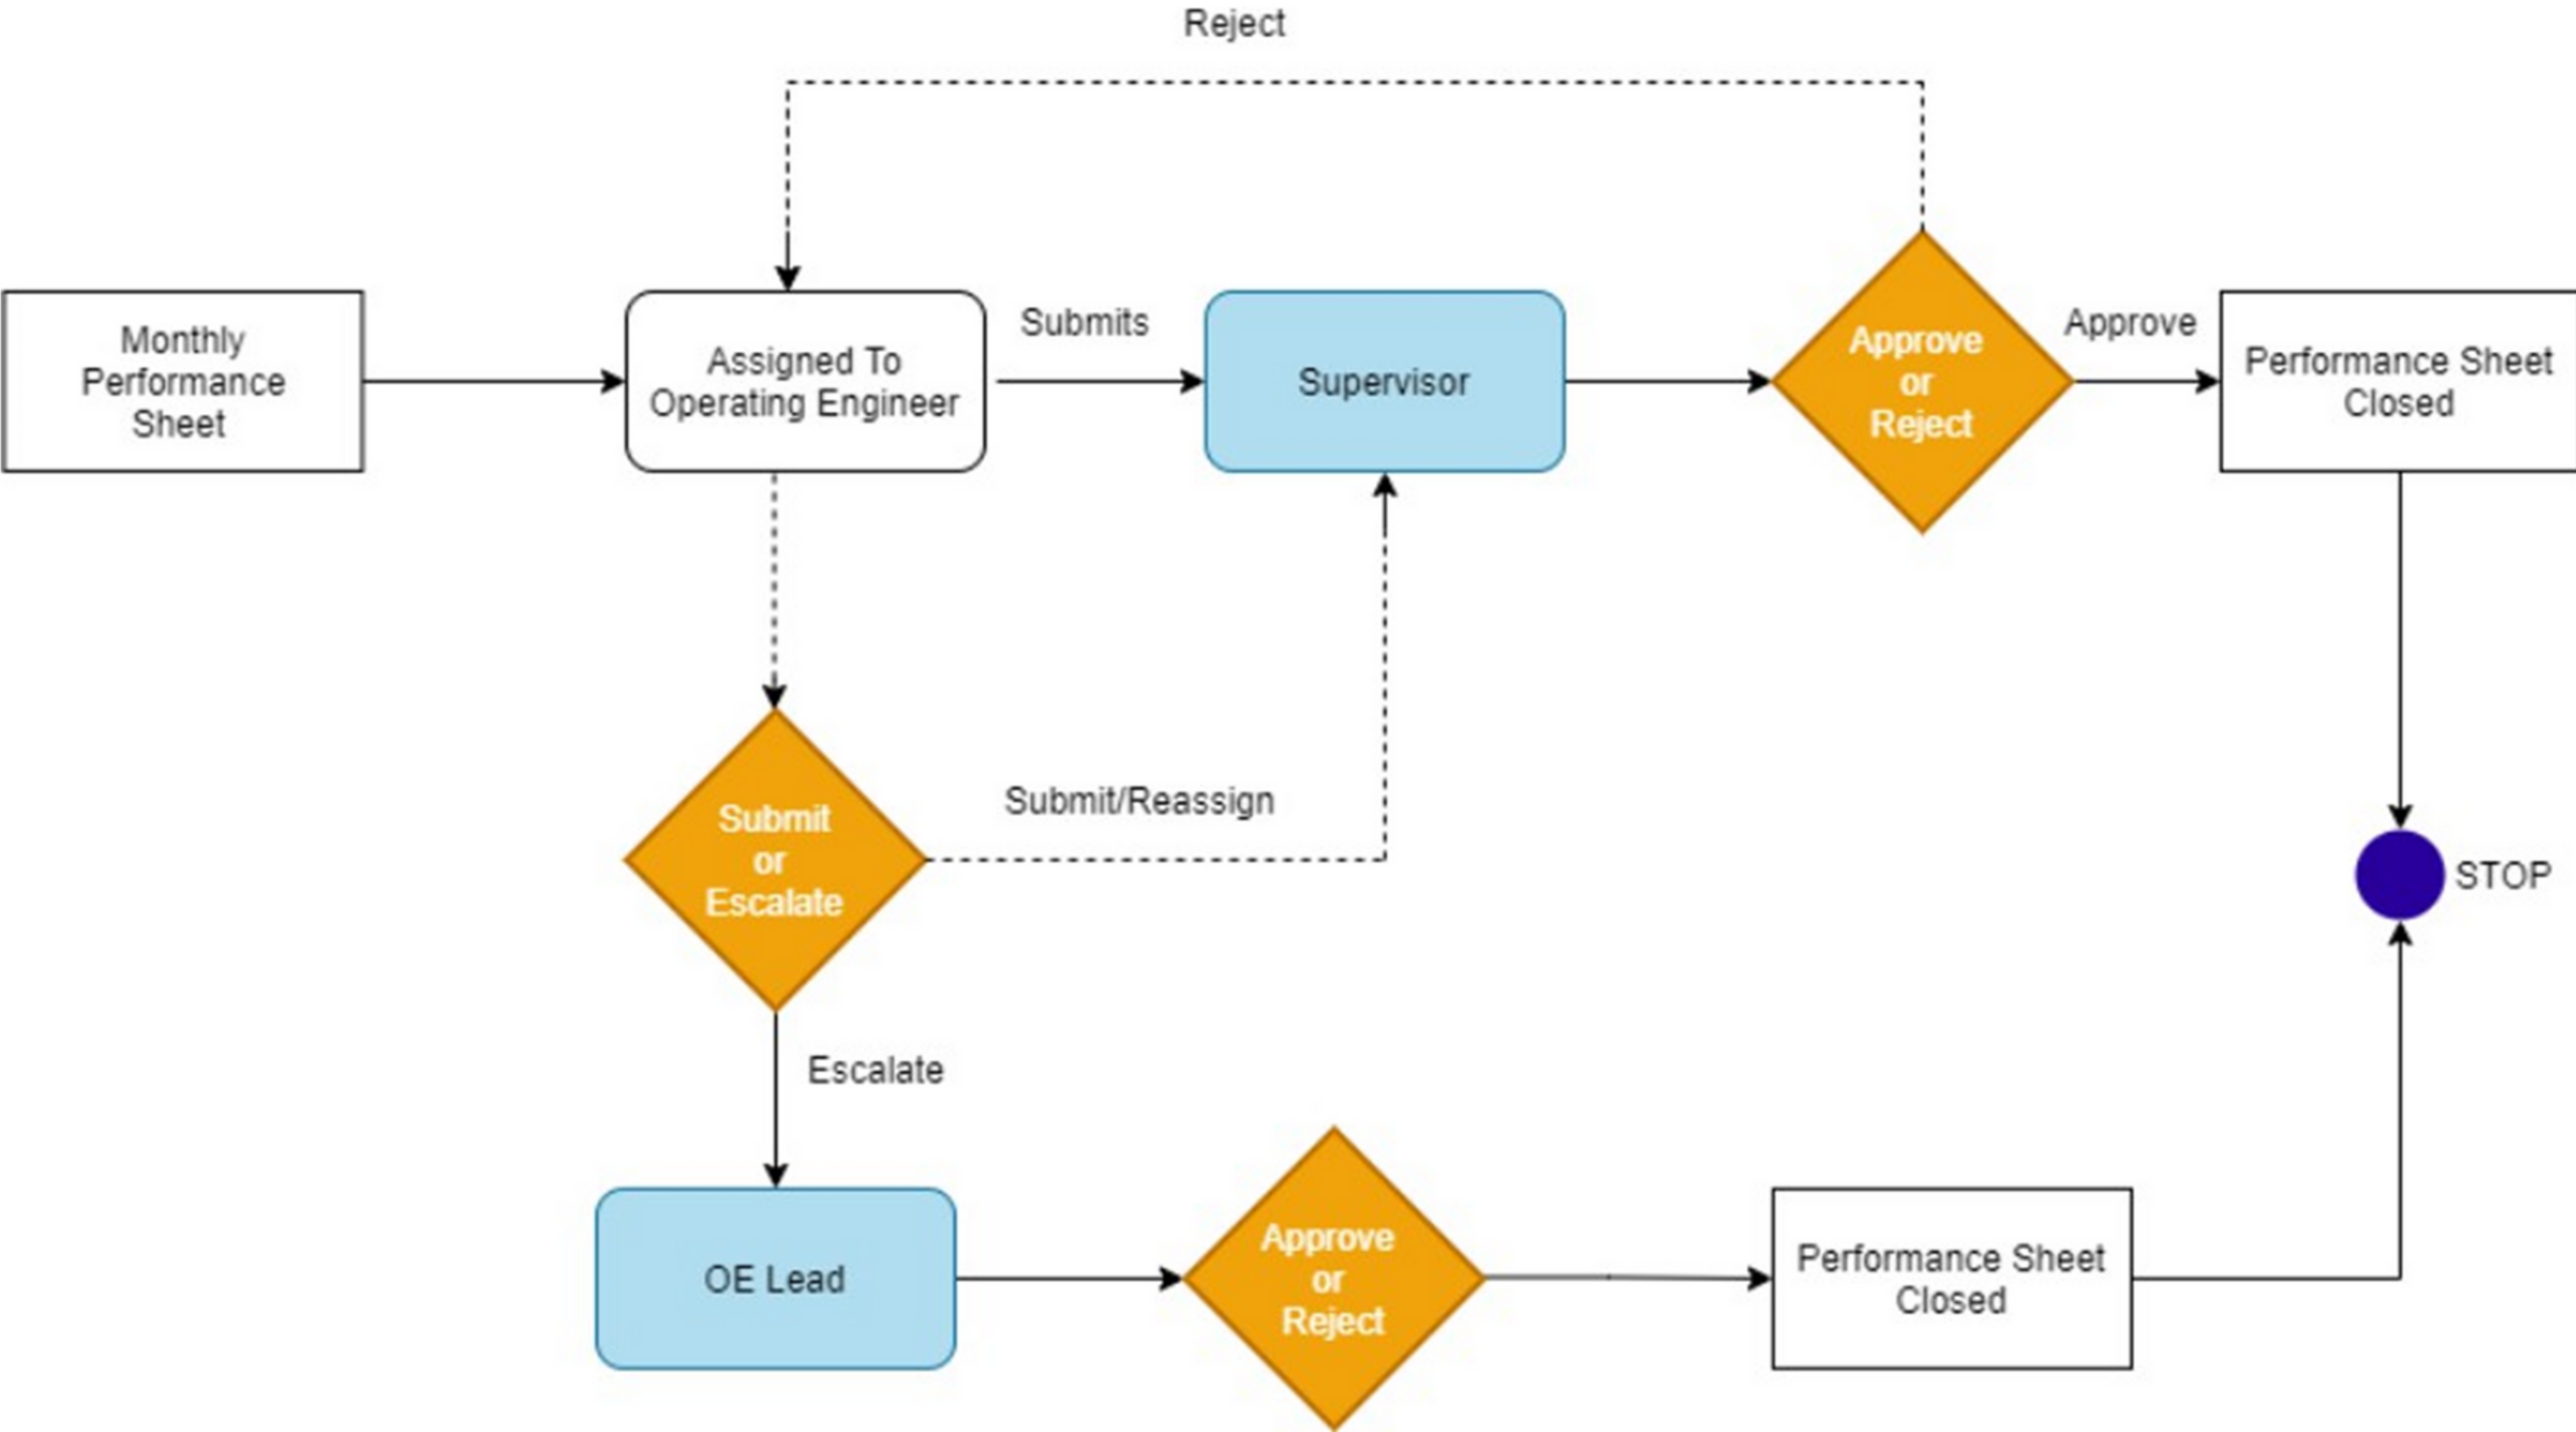 Reject
Monthly
Performance
Sheet
Assigned To
Operating Engineer
Submits
Supervisor
Approve
or
Reject
Approve
Performance Sheet
Closed
Submit
or
Escalate
Submit/Reassign
STOP
Escalate
OE Lead
Approve
or
Reject
Performance Sheet
Closed